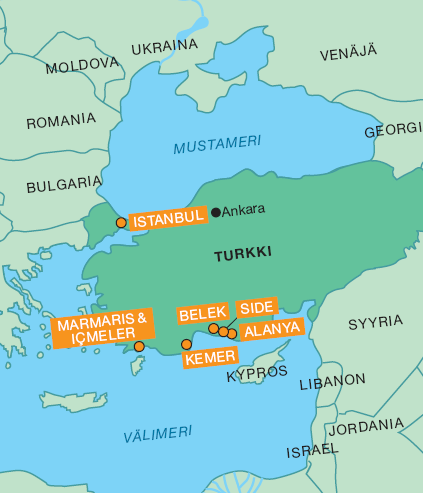 UKRAINA
MOLDOVA
VENÄJÄ
ROMANIA
GEORGI
MUSTAMERI
BULGARIA
ISTANBUL
Ankara
TURKKI
BELEK
SIDE
MARMARIS &
IÇMELER
ALANYA
KEMER
SYYRIA
KYPROS
LIBANON
VÄLIMERI
JORDANIA
ISRAEL